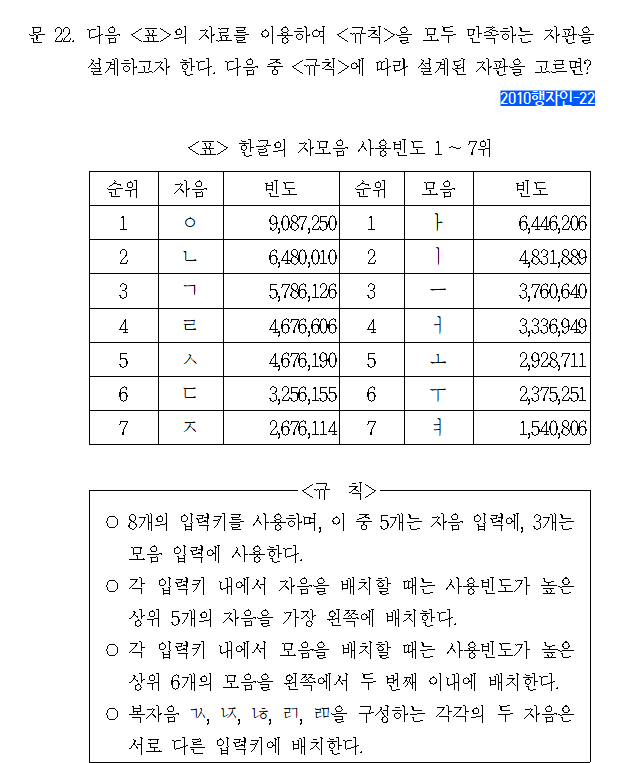 문 22. 다음 <표>의 자료를 이용하여 <규칙>을 모두 만족하는 자판을
설계하고자 한다. 다음 중 <규칙>에 따라 설계된 자판을 고르면?
2010행자인-22
<표> 한글의 자모음 사용빈도 1 ~ 7위
순위 자음 빈도 순위 모음 빈도
1 ㅇ 9,087,250 1 ㅏ 6,446,206
2 ㄴ 6,480,010 2 ㅣ 4,831,889
3 ㄱ 5,786,126 3 ㅡ 3,760,640
4 ㄹ 4,676,606 4 ㅓ 3,336,949
5 ㅅ 4,676,190 5 ㅗ 2,928,711
6 ㄷ 3,256,155 6 ㅜ 2,375,251
7 ㅈ 2,676,114 7 ㅕ 1,540,806
<규 칙>
○ 8개의 입력키를 사용하며, 이 중 5개는 자음 입력에, 3개는
모음 입력에 사용한다.
○ 각 입력키 내에서 자음을 배치할 때는 사용빈도가 높은
상위 5개의 자음을 가장 왼쪽에 배치한다.
○ 각 입력키 내에서 모음을 배치할 때는 사용빈도가 높은
상위 6개의 모음을 왼쪽에서 두 번째 이내에 배치한다.
○ 복자음 ㄳ, ㄵ, ㄶ, ㄺ, ㄻ을 구성하는 각각의 두 자음은
서로 다른 입력키에 배치한다.